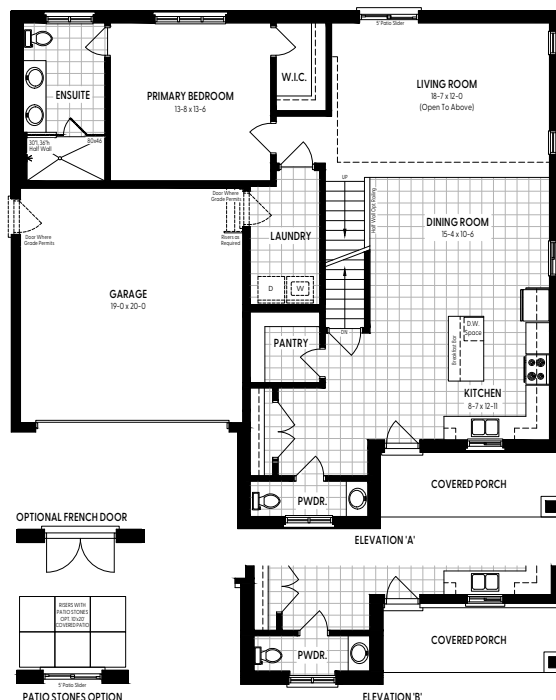 5' Patio Slider
W.I.C.
LIVING ROOM
18-7 x 12-0
(Open To Above)
ENSUITE
PRIMARY BEDROOM
13-8 x 13-6
30"L 36"h
Half Wall
80x46
UP
Half Wall Opt Railing
Door Where
Grade Permits
Door Where
Grade Permits
Risers as
Required
DINING ROOM
15-4 x 10-6
LAUNDRY
D
W
GARAGE
19-0 x 20-0
DN
PANTRY
D.W.
Space
Breakfast Bar
KITCHEN
8-7 x 12-11
PWDR.
COVERED PORCH
ELEVATION 'A'
OPTIONAL FRENCH DOOR
RISERS WITH
PATIO STONES
OPT. 10'x20'
COVERED PATIO
5' Patio Slider
PATIO STONES OPTION
PWDR.
COVERED PORCH
ELEVATION 'B'